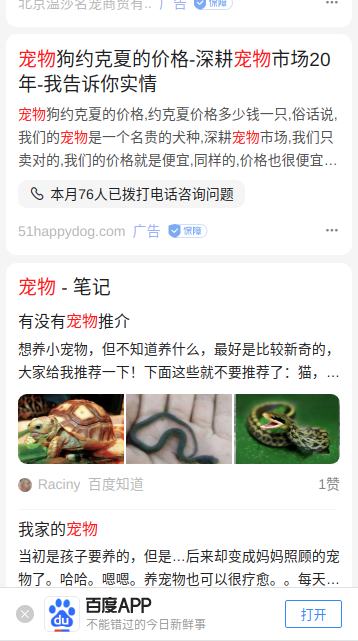 北京温沙名宠商贸有.. 广告 保障
宠物狗约克夏的价格-深耕宠物市场20
年-我告诉你实情
宠物狗约克夏价格,约克夏价格多少钱一只,俗话说,
我们的宠物是一个名贵的犬种,深耕宠物市场,我们只
卖对的,我们的价格就是便宜,同样的,价格也很便宜…
本月76人已拨打电话咨询问题
51happydog.com 广告 保障
宠物 - 笔记
有没有宠物推介
想养小宠物，但不知道养什么，最好是比较新奇的，
大家给我推荐一下！下面这些就不要推荐了：猫，…
Raciny 百度知道 1赞
我家的宠物
当初是孩子要养的，但是…后来却变成妈妈照顾的宠
物了。哈哈。嗯嗯。养宠物也可以很疗愈。。每天…
du 百度APP
不能错过的今日新鲜事
打开